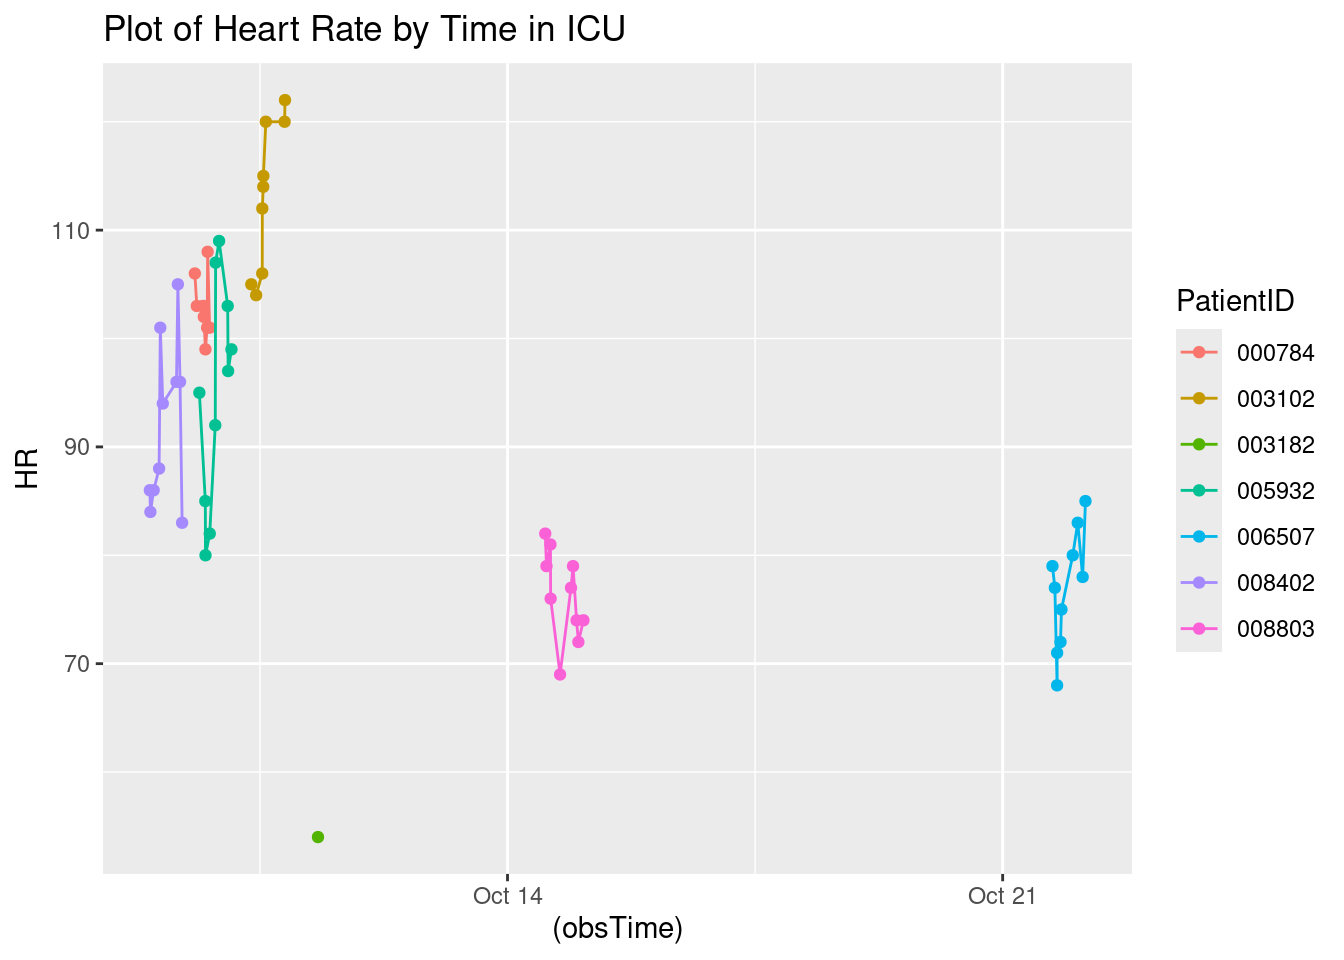 Plot of Heart Rate by Time in ICU
HR
110
90
70
Oct 14
Oct 21
(obsTime)
PatientID
000784
003102
003182
005932
006507
008402
008803